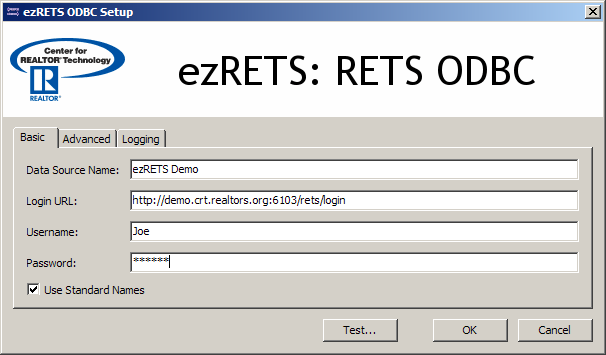 ezRETS ODBC Setup
Center for
REALTOR® Technology
REALTOR®
ezRETS: RETS ODBC
Basic Advanced Logging
Data Source Name: ezRETS Demo
Login URL: http://demo.crt.realtors.org:6103/rets/login
Username: Joe
Password: ******
Use Standard Names
Test... OK Cancel